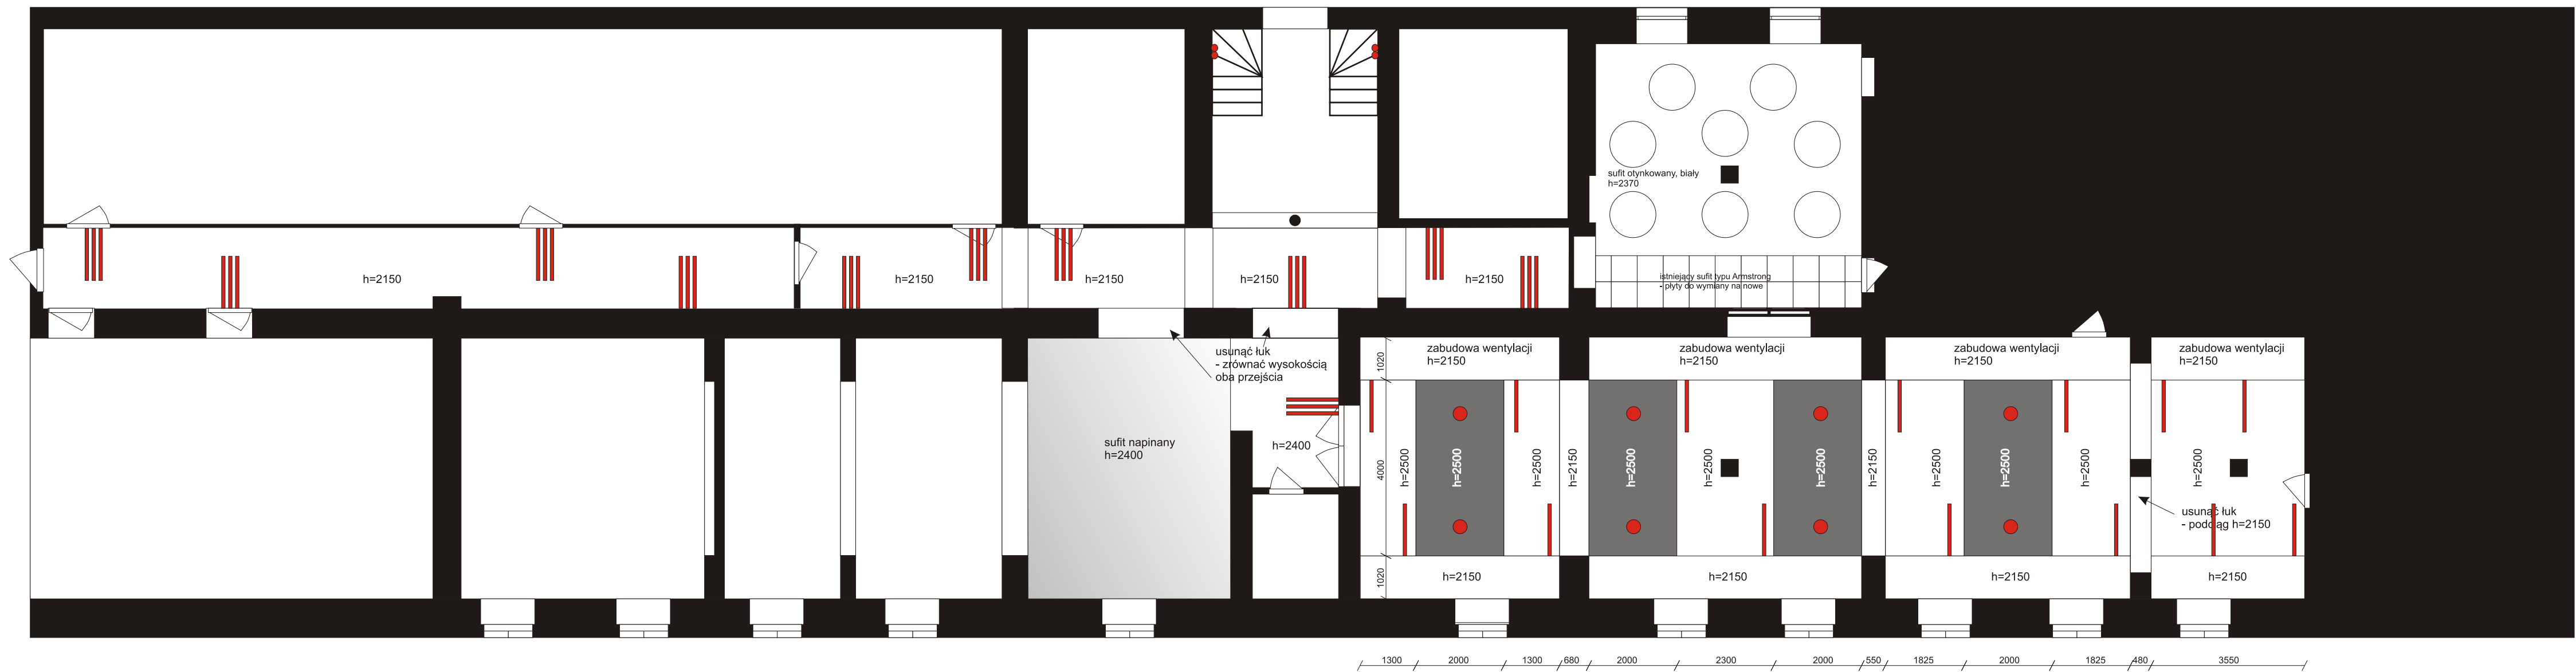 sufit otynkowany, biały
h=2370
istniejący sufit typu Armstrong
- płyty do wymiany na nowe
h=2150
h=2150
h=2150
h=2150
h=2150
usunąć łuk
- zrównać wysokością
oba przejścia
zabudowa wentylacji
h=2150
zabudowa wentylacji
h=2150
zabudowa wentylacji
h=2150
zabudowa wentylacji
h=2150
1020
4000
1020
sufit napinany
h=2400
h=2400
h=2500
h=2500
h=2500
h=2150
h=2500
h=2500
h=2500
h=2150
h=2500
h=2500
h=2500
h=2500
usunąć łuk
- podciąg h=2150
h=2150
h=2150
h=2150
h=2150
1300
2000
1300
680
2000
2300
2000
550
1825
2000
1825
480
3550